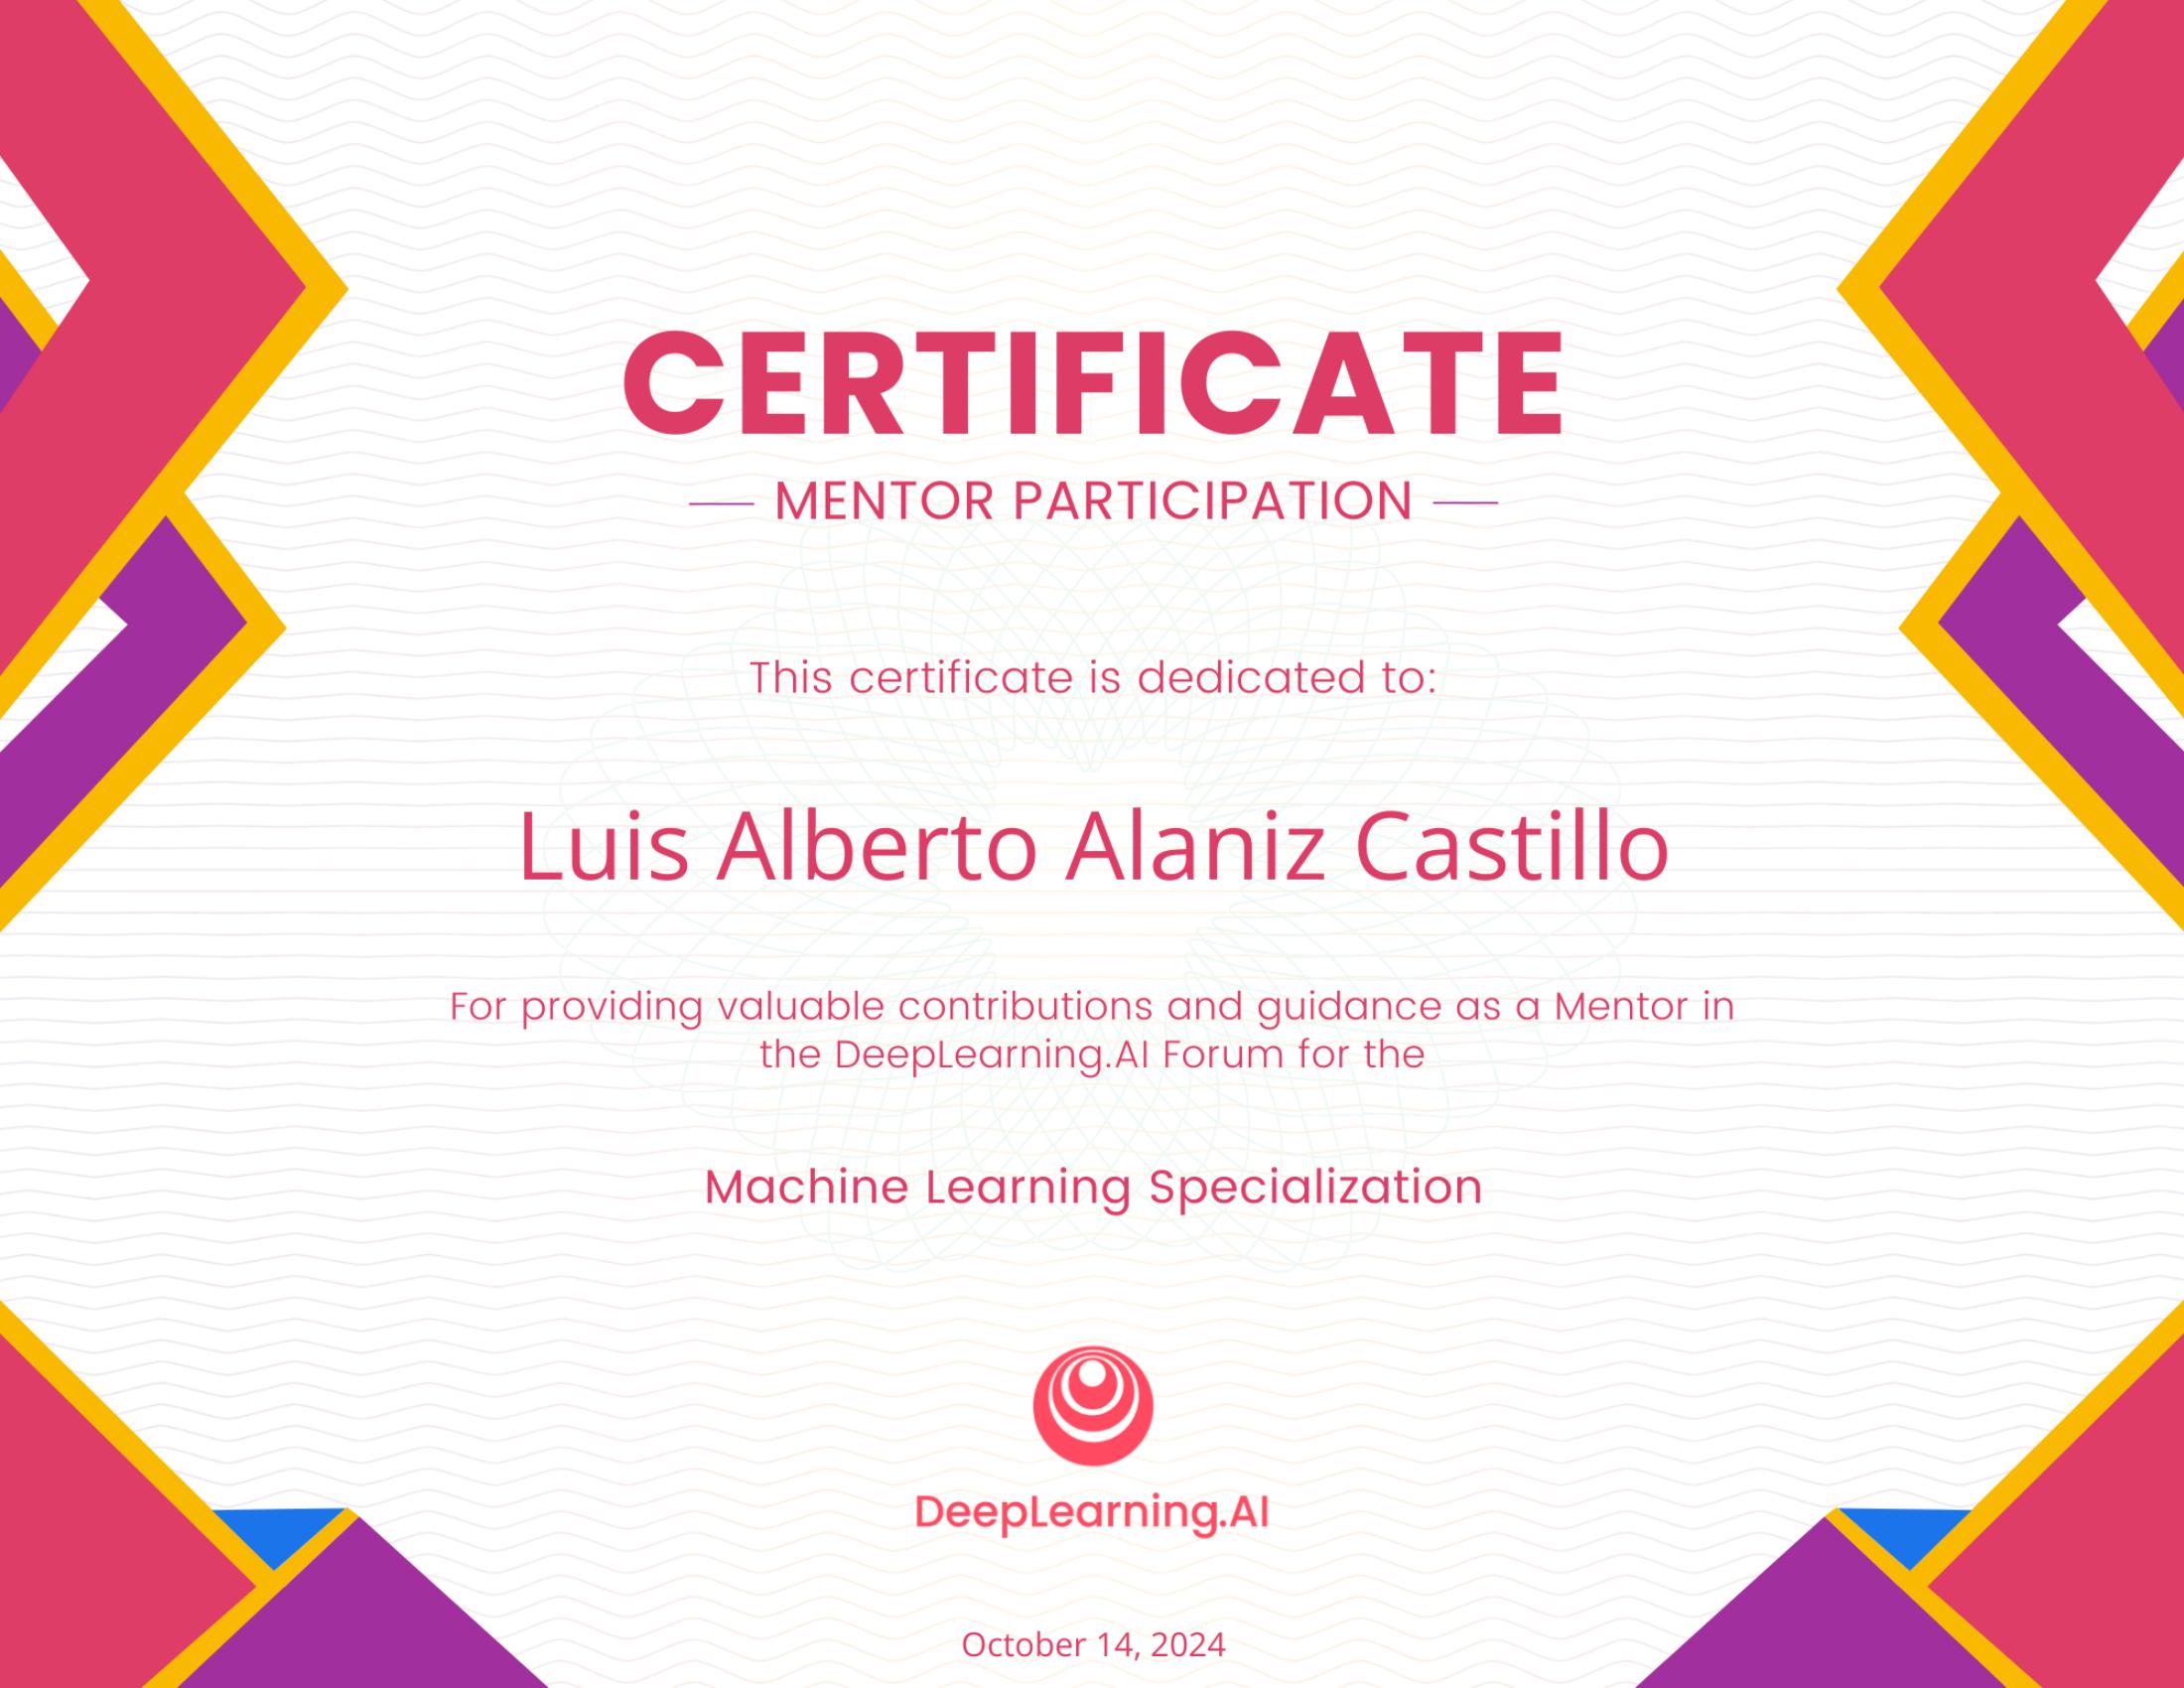 CERTIFICATE
MENTOR PARTICIPATION
This certificate is dedicated to:
Luis Alberto Alaniz Castillo
For providing valuable contributions and guidance as a Mentor in
the DeepLearning.AI Forum for the
Machine Learning Specialization
DeepLearning.AI
October 14, 2024